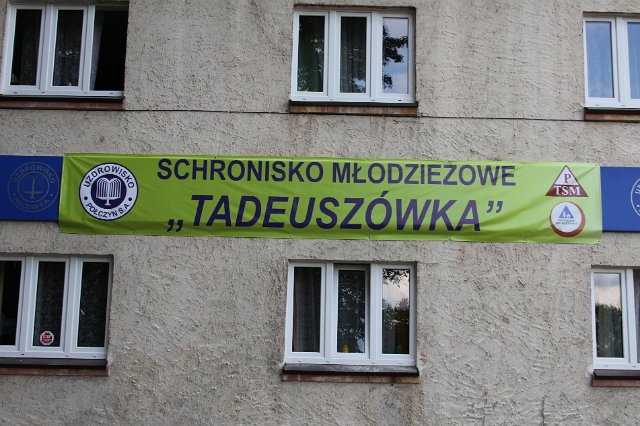 SCHRONISKO MŁODZIEŻOWE
„TADEUSZÓWKA”
UZDROWISKO
POŁCZYN S.A.
P
TSM